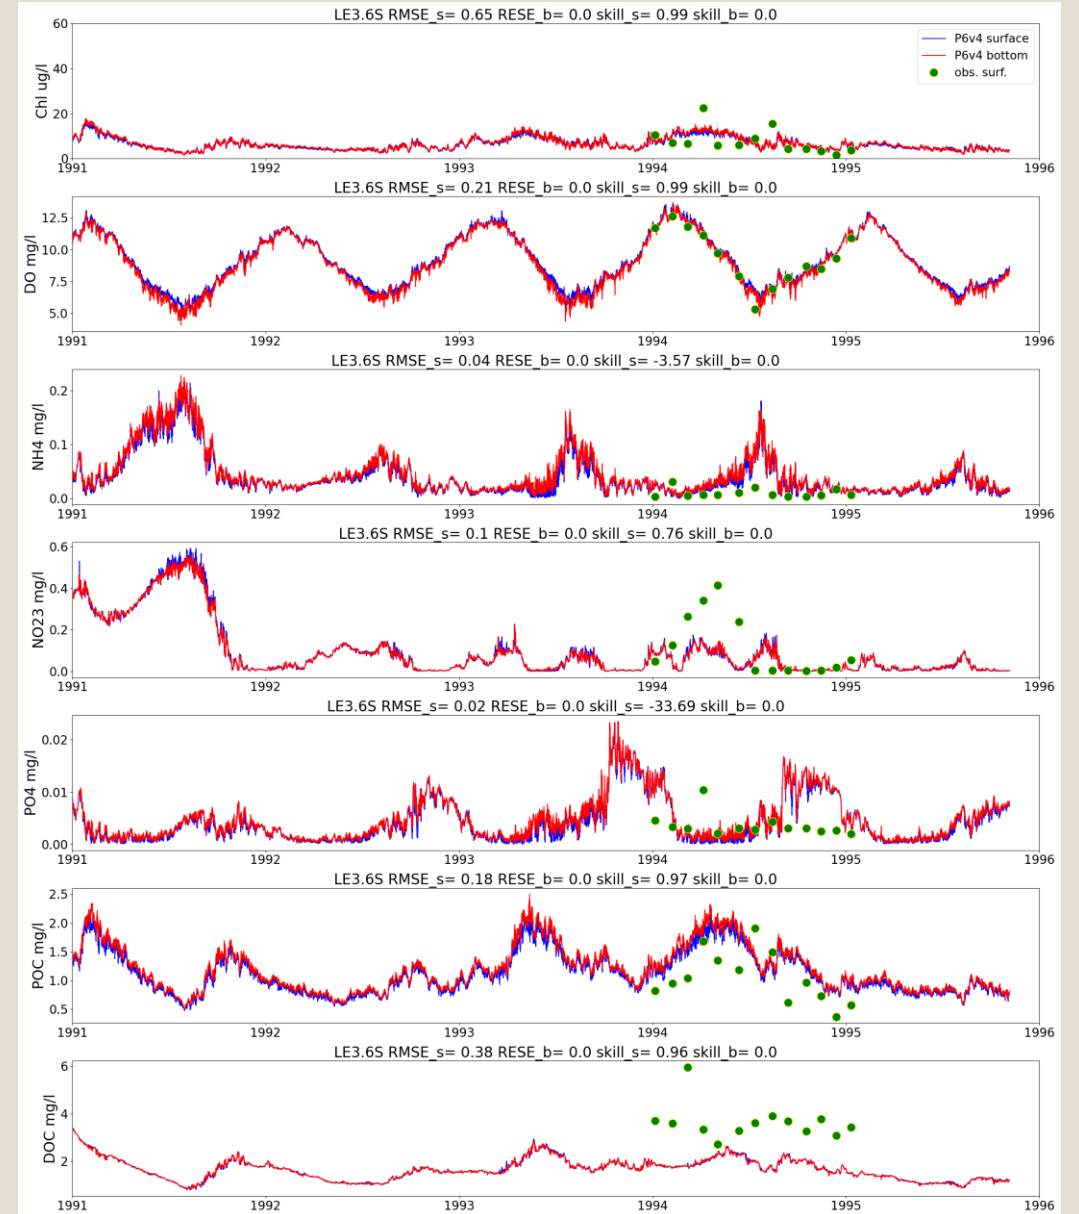 LE3.6S RMSE_s= 0.65 RESE_b= 0.0 skill_s= 0.99 skill_b= 0.0
60
40
20
0
Chl ug/l
P6v4 surface
P6v4 bottom
obs. surf.
1991 1992 1993 1994 1995 1996
LE3.6S RMSE_s= 0.21 RESE_b= 0.0 skill_s= 0.99 skill_b= 0.0
12.5
10.0
7.5
5.0
DO mg/l
1991 1992 1993 1994 1995 1996
LE3.6S RMSE_s= 0.04 RESE_b= 0.0 skill_s= -3.57 skill_b= 0.0
0.2
0.1
0.0
NH4 mg/l
1991 1992 1993 1994 1995 1996
LE3.6S RMSE_s= 0.1 RESE_b= 0.0 skill_s= 0.76 skill_b= 0.0
0.6
0.4
0.2
0.0
NO23 mg/l
1991 1992 1993 1994 1995 1996
LE3.6S RMSE_s= 0.02 RESE_b= 0.0 skill_s= -33.69 skill_b= 0.0
0.02
0.01
0.00
PO4 mg/l
1991 1992 1993 1994 1995 1996
LE3.6S RMSE_s= 0.18 RESE_b= 0.0 skill_s= 0.97 skill_b= 0.0
2.5
2.0
1.5
1.0
0.5
POC mg/l
1991 1992 1993 1994 1995 1996
LE3.6S RMSE_s= 0.38 RESE_b= 0.0 skill_s= 0.96 skill_b= 0.0
6
4
2
DOC mg/l
1991 1992 1993 1994 1995 1996